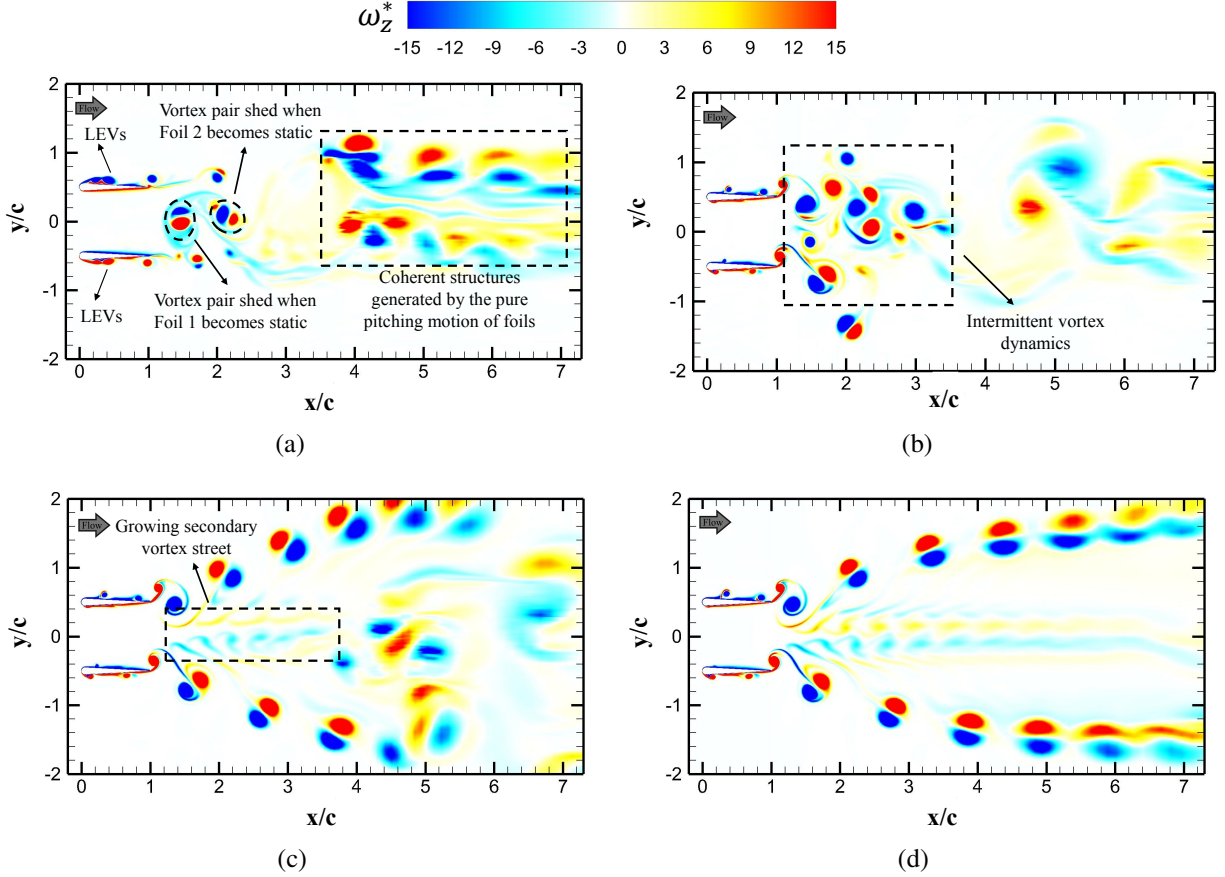 ω*z
-15 -12 -9 -6 -3 0 3 6 9 12 15
2
1
0
-1
-2
y/c
0 1 2 3 4 5 6 7
x/c
Flow
LEVs
Vortex pair shed when
Foil 2 becomes static
LEVs
Vortex pair shed when
Foil 1 becomes static
Coherent structures
generated by the pure
pitching motion of foils
(a)
2
1
0
-1
-2
y/c
0 1 2 3 4 5 6 7
x/c
Flow
Intermittent vortex
dynamics
(b)
2
1
0
-1
-2
y/c
0 1 2 3 4 5 6 7
x/c
Flow
Growing secondary
vortex street
(c)
2
1
0
-1
-2
y/c
0 1 2 3 4 5 6 7
x/c
Flow
(d)